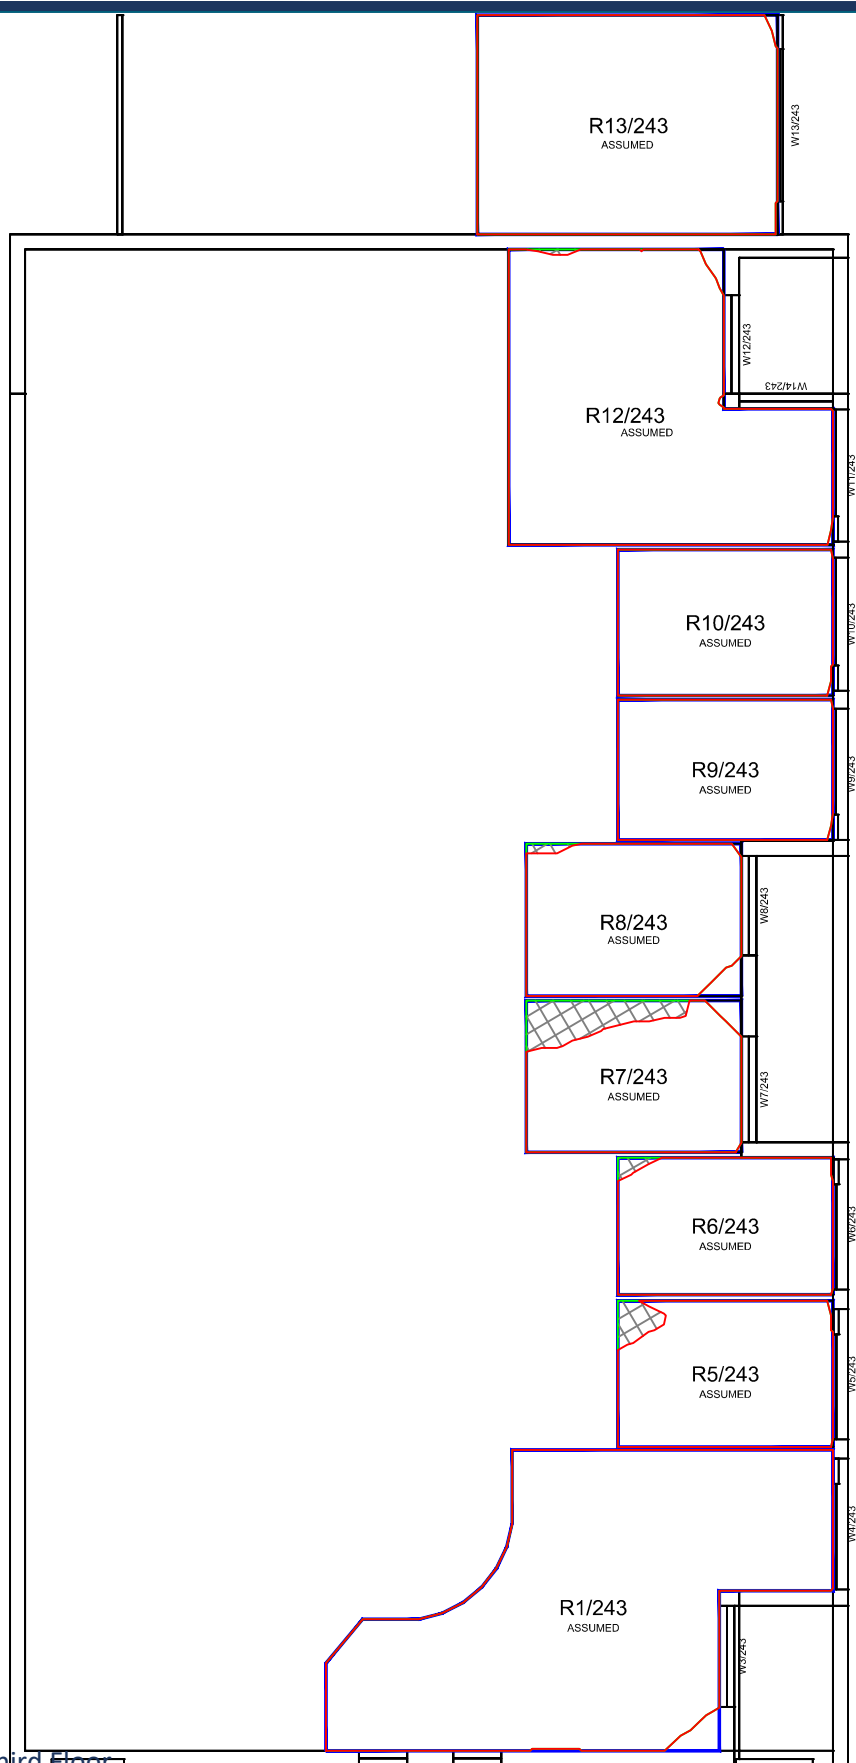 R13/243
ASSUMED
W13/243
W12/243
W14/243
R12/243
ASSUMED
W11/243
R10/243
ASSUMED
W10/243
R9/243
ASSUMED
W9/243
R8/243
ASSUMED
W8/243
R7/243
ASSUMED
W7/243
R6/243
ASSUMED
W6/243
R5/243
ASSUMED
W5/243
W4/243
R1/243
ASSUMED
W3/243
hird Floor